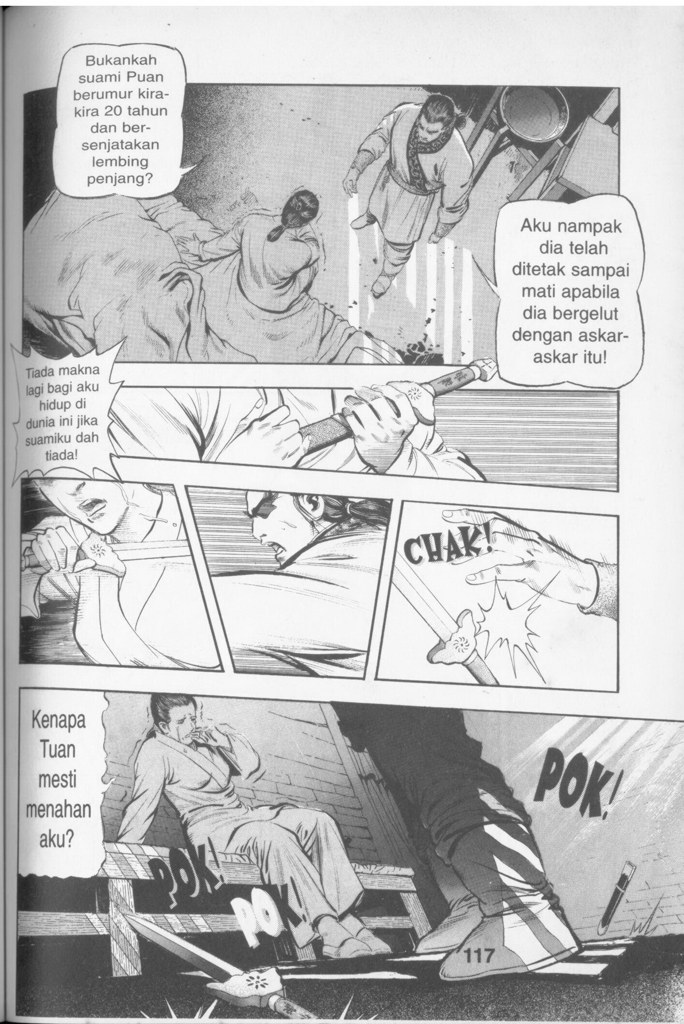 Bukankah
suami Puan
berumur kira-
kira 20 tahun
dan ber-
senjatakan
lembing
penjang?
Aku nampak
dia telah
ditetak sampai
mati apabila
dia bergelut
dengan askar-
askar itu!
Tiada makna
lagi bagi aku
hidup di
dunia ini jika
suamiku dah
tiada!
CHAK!
Kenapa
Tuan
mesti
menahan
aku?
POK!
POK!
POK!
117